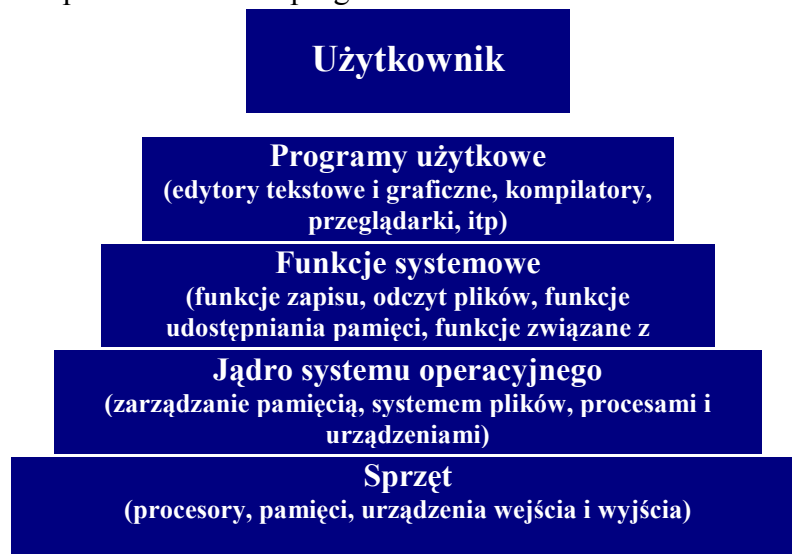 Użytkownik
Programy użytkowe
(edytory tekstowe i graficzne, kompilatory,
przeglądarki, itp)
Funkcje systemowe
(funkcje zapisu, odczyt plików, funkcje
udostępniania pamięci, funkcje związane z
Jądro systemu operacyjnego
(zarządzanie pamięcią, systemem plików, procesami i
urządzeniami)
Sprzęt
(procesory, pamięci, urządzenia wejścia i wyjścia)